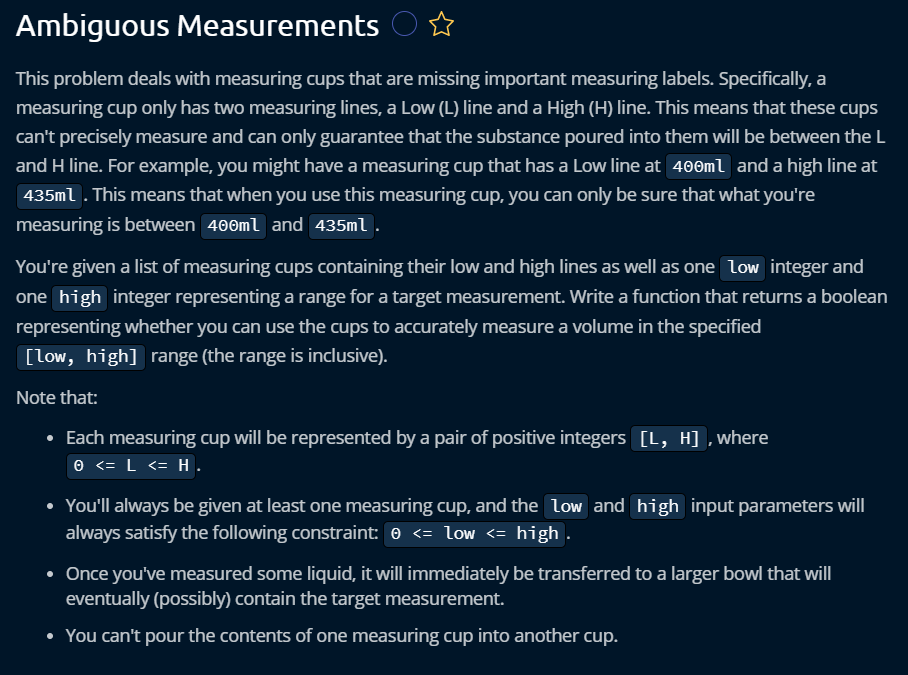 Ambiguous Measurements
This problem deals with measuring cups that are missing important measuring labels. Specifically, a
measuring cup only has two measuring lines, a Low (L) line and a High (H) line. This means that these cups
can't precisely measure and can only guarantee that the substance poured into them will be between the L
and H line. For example, you might have a measuring cup that has a Low line at 400ml and a high line at
435ml. This means that when you use this measuring cup, you can only be sure that what you're
measuring is between 400ml and 435ml.
You're given a list of measuring cups containing their low and high lines as well as one low integer and
one high integer representing a range for a target measurement. Write a function that returns a boolean
representing whether you can use the cups to accurately measure a volume in the specified
[low, high] range (the range is inclusive).
Note that:
• Each measuring cup will be represented by a pair of positive integers [L, H], where
0 <= L <= H.
• You'll always be given at least one measuring cup, and the low and high input parameters will
always satisfy the following constraint: 0 <= low <= high.
• Once you've measured some liquid, it will immediately be transferred to a larger bowl that will
eventually (possibly) contain the target measurement.
• You can't pour the contents of one measuring cup into another cup.